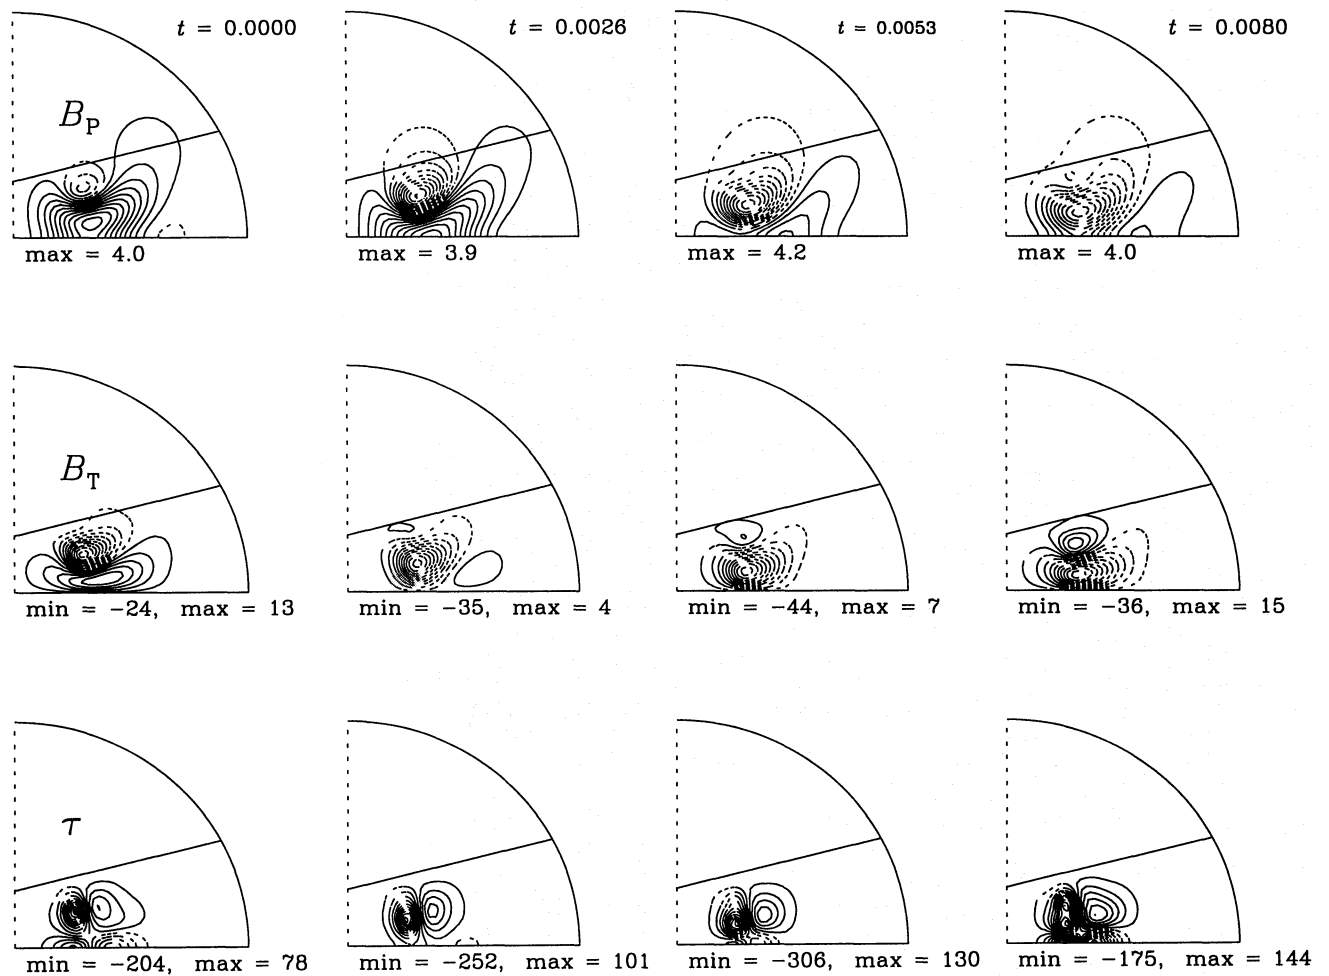 t = 0.0000
t = 0.0026
t = 0.0053
t = 0.0080
B_P
max = 4.0
max = 3.9
max = 4.2
max = 4.0
B_T
min = −24, max = 13
min = −35, max = 4
min = −44, max = 7
min = −36, max = 15
τ
min = −204, max = 78
min = −252, max = 101
min = −306, max = 130
min = −175, max = 144